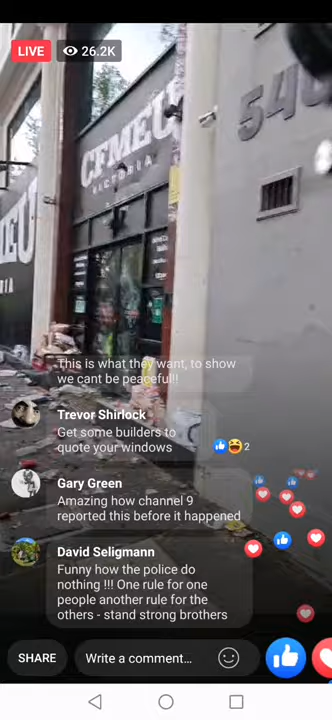 LIVE 26.2K
540
CFMEU
VICTORIA
MEU
RIA
This is what they want, to show
we cant be peaceful!!
Trevor Shirlock
Get some builders to
quote your windows
2
Gary Green
Amazing how channel 9
reported this before it happened
David Seligmann
Funny how the police do
nothing !!! One rule for one
people another rule for the
others - stand strong brothers
SHARE
Write a comment...